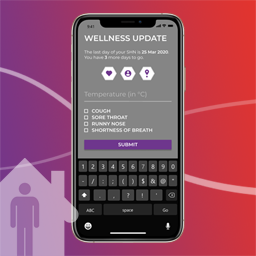 9:41
WELLNESS UPDATE
The last day of your SHN is 25 Mar 2020.
You have 3 more days to go.
Temperature (in °C)
COUGH
SORE THROAT
RUNNY NOSE
SHORTNESS OF BREATH
SUBMIT
1 2 3 4 5 6 7 8 9 0
- / : ; ( ) $ & @ "
ABC space Go